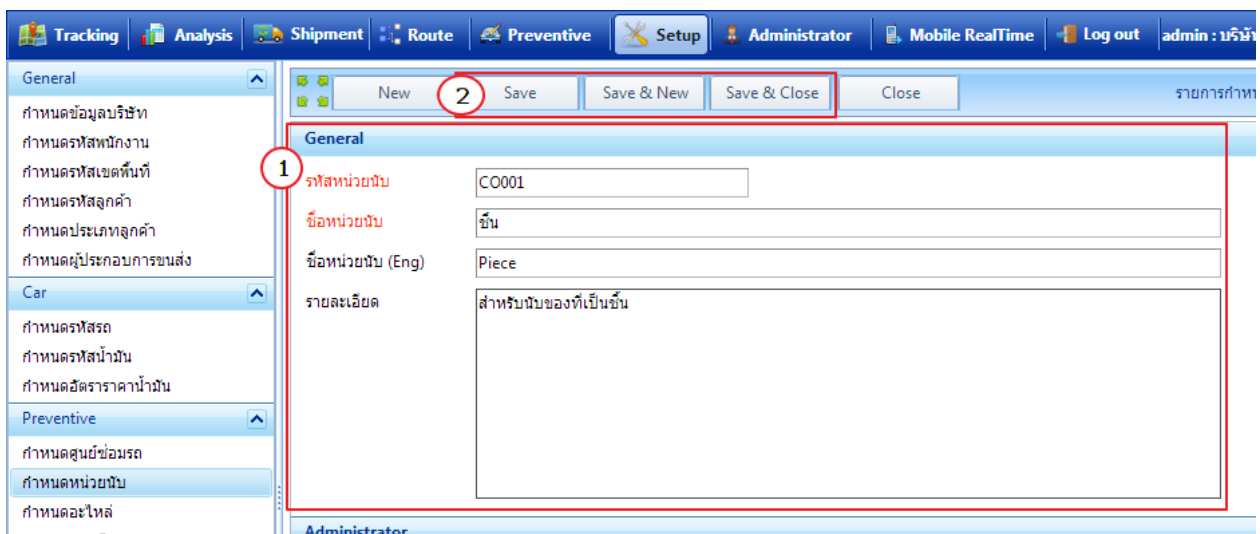 Tracking Analysis Shipment Route Preventive Setup Administrator Mobile RealTime Log out admin : บริษั
General
กำหนดข้อมูลบริษัท
กำหนดรหัสพนักงาน
กำหนดรหัสเขตพื้นที่
กำหนดรหัสลูกค้า
กำหนดประเภทลูกค้า
กำหนดผู้ประกอบการขนส่ง
Car
กำหนดรหัสรถ
กำหนดรหัสน้ำมัน
กำหนดอัตราราคาน้ำมัน
Preventive
กำหนดศูนย์ซ่อมรถ
กำหนดหน่วยนับ
กำหนดอะไหล่
New 2 Save Save & New Save & Close Close รายการกำห
General
1
รหัสหน่วยนับ CO001
ชื่อหน่วยนับ ชิ้น
ชื่อหน่วยนับ (Eng) Piece
รายละเอียด สำหรับนับของที่เป็นชิ้น
Administrator